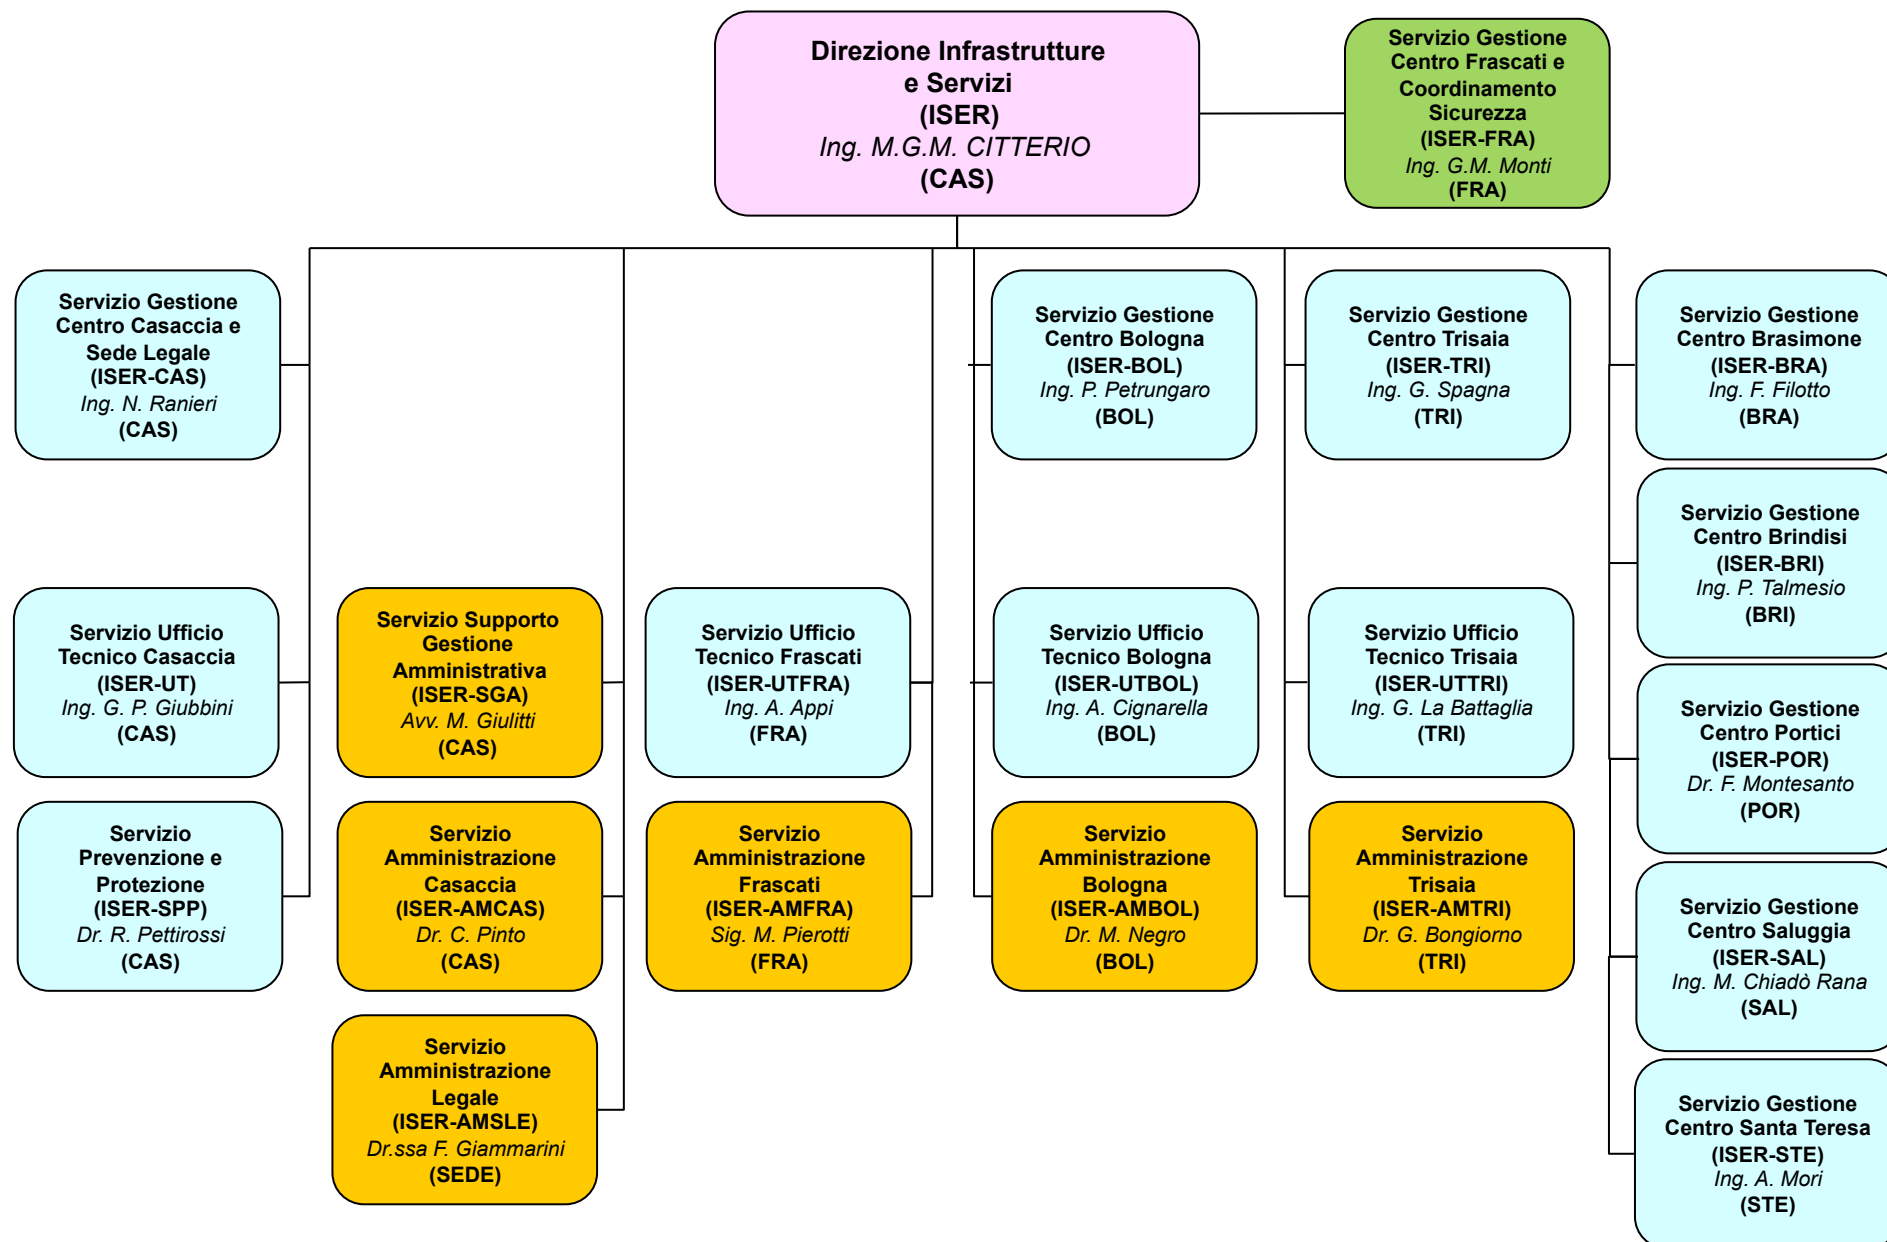 Direzione Infrastrutture
e Servizi
(ISER)
Ing. M.G.M. CITTERIO
(CAS)
Servizio Gestione
Centro Frascati e
Coordinamento
Sicurezza
(ISER-FRA)
Ing. G.M. Monti
(FRA)
Servizio Gestione
Centro Casaccia e
Sede Legale
(ISER-CAS)
Ing. N. Ranieri
(CAS)
Servizio Gestione
Centro Bologna
(ISER-BOL)
Ing. P. Petrungaro
(BOL)
Servizio Gestione
Centro Trisaia
(ISER-TRI)
Ing. G. Spagna
(TRI)
Servizio Gestione
Centro Brasimone
(ISER-BRA)
Ing. F. Filotto
(BRA)
Servizio Gestione
Centro Brindisi
(ISER-BRI)
Ing. P. Talmesio
(BRI)
Servizio Ufficio
Tecnico Casaccia
(ISER-UT)
Ing. G. P. Giubbini
(CAS)
Servizio Supporto
Gestione
Amministrativa
(ISER-SGA)
Avv. M. Giulitti
(CAS)
Servizio Ufficio
Tecnico Frascati
(ISER-UTFRA)
Ing. A. Appi
(FRA)
Servizio Ufficio
Tecnico Bologna
(ISER-UTBOL)
Ing. A. Cignarella
(BOL)
Servizio Ufficio
Tecnico Trisaia
(ISER-UTTRI)
Ing. G. La Battaglia
(TRI)
Servizio Gestione
Centro Portici
(ISER-POR)
Dr. F. Montesanto
(POR)
Servizio
Prevenzione e
Protezione
(ISER-SPP)
Dr. R. Pettirossi
(CAS)
Servizio
Amministrazione
Casaccia
(ISER-AMCAS)
Dr. C. Pinto
(CAS)
Servizio
Amministrazione
Frascati
(ISER-AMFRA)
Sig. M. Pierotti
(FRA)
Servizio
Amministrazione
Bologna
(ISER-AMBOL)
Dr. M. Negro
(BOL)
Servizio
Amministrazione
Trisaia
(ISER-AMTRI)
Dr. G. Bongiorno
(TRI)
Servizio Gestione
Centro Saluggia
(ISER-SAL)
Ing. M. Chiadò Rana
(SAL)
Servizio
Amministrazione
Legale
(ISER-AMSLE)
Dr.ssa F. Giammarini
(SEDE)
Servizio Gestione
Centro Santa Teresa
(ISER-STE)
Ing. A. Mori
(STE)